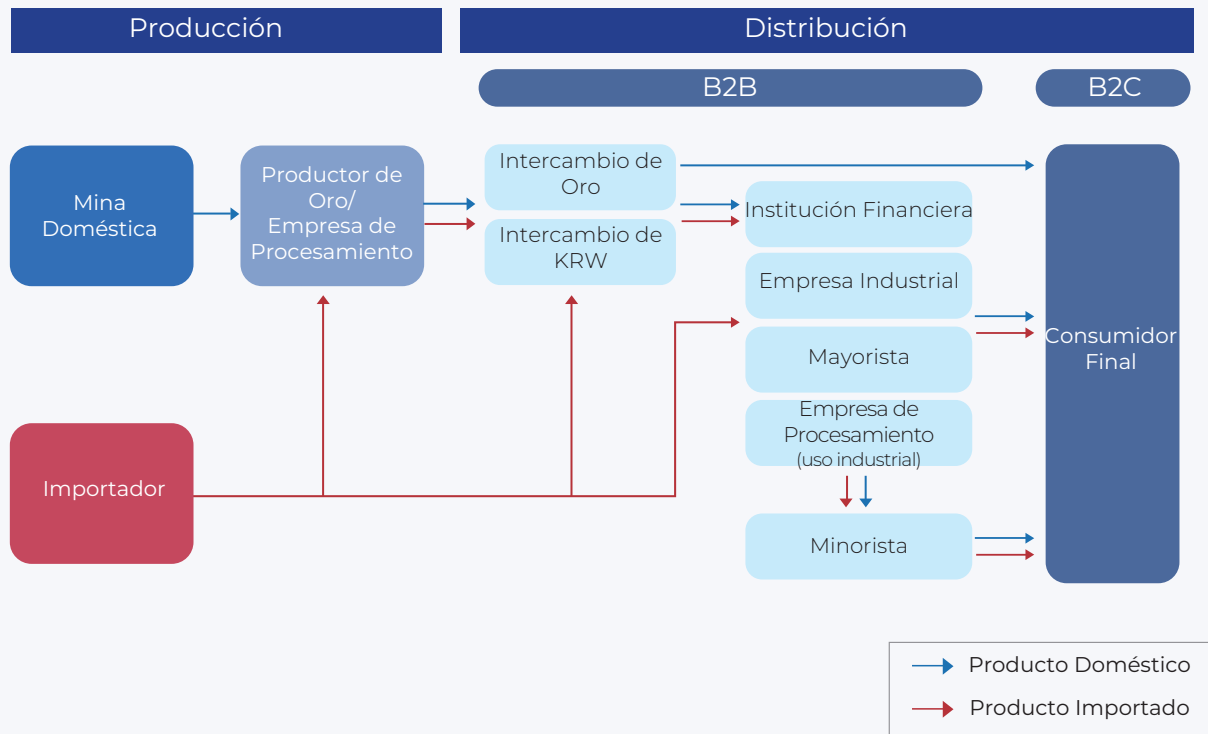 Producción
Distribución
B2B
B2C
Mina
Doméstica
Productor de
Oro/
Empresa de
Procesamiento
Intercambio de
Oro
Intercambio de
KRW
Institución Financiera
Empresa Industrial
Mayorista
Empresa de
Procesamiento
(uso industrial)
Minorista
Consumidor
Final
Importador
Producto Doméstico
Producto Importado